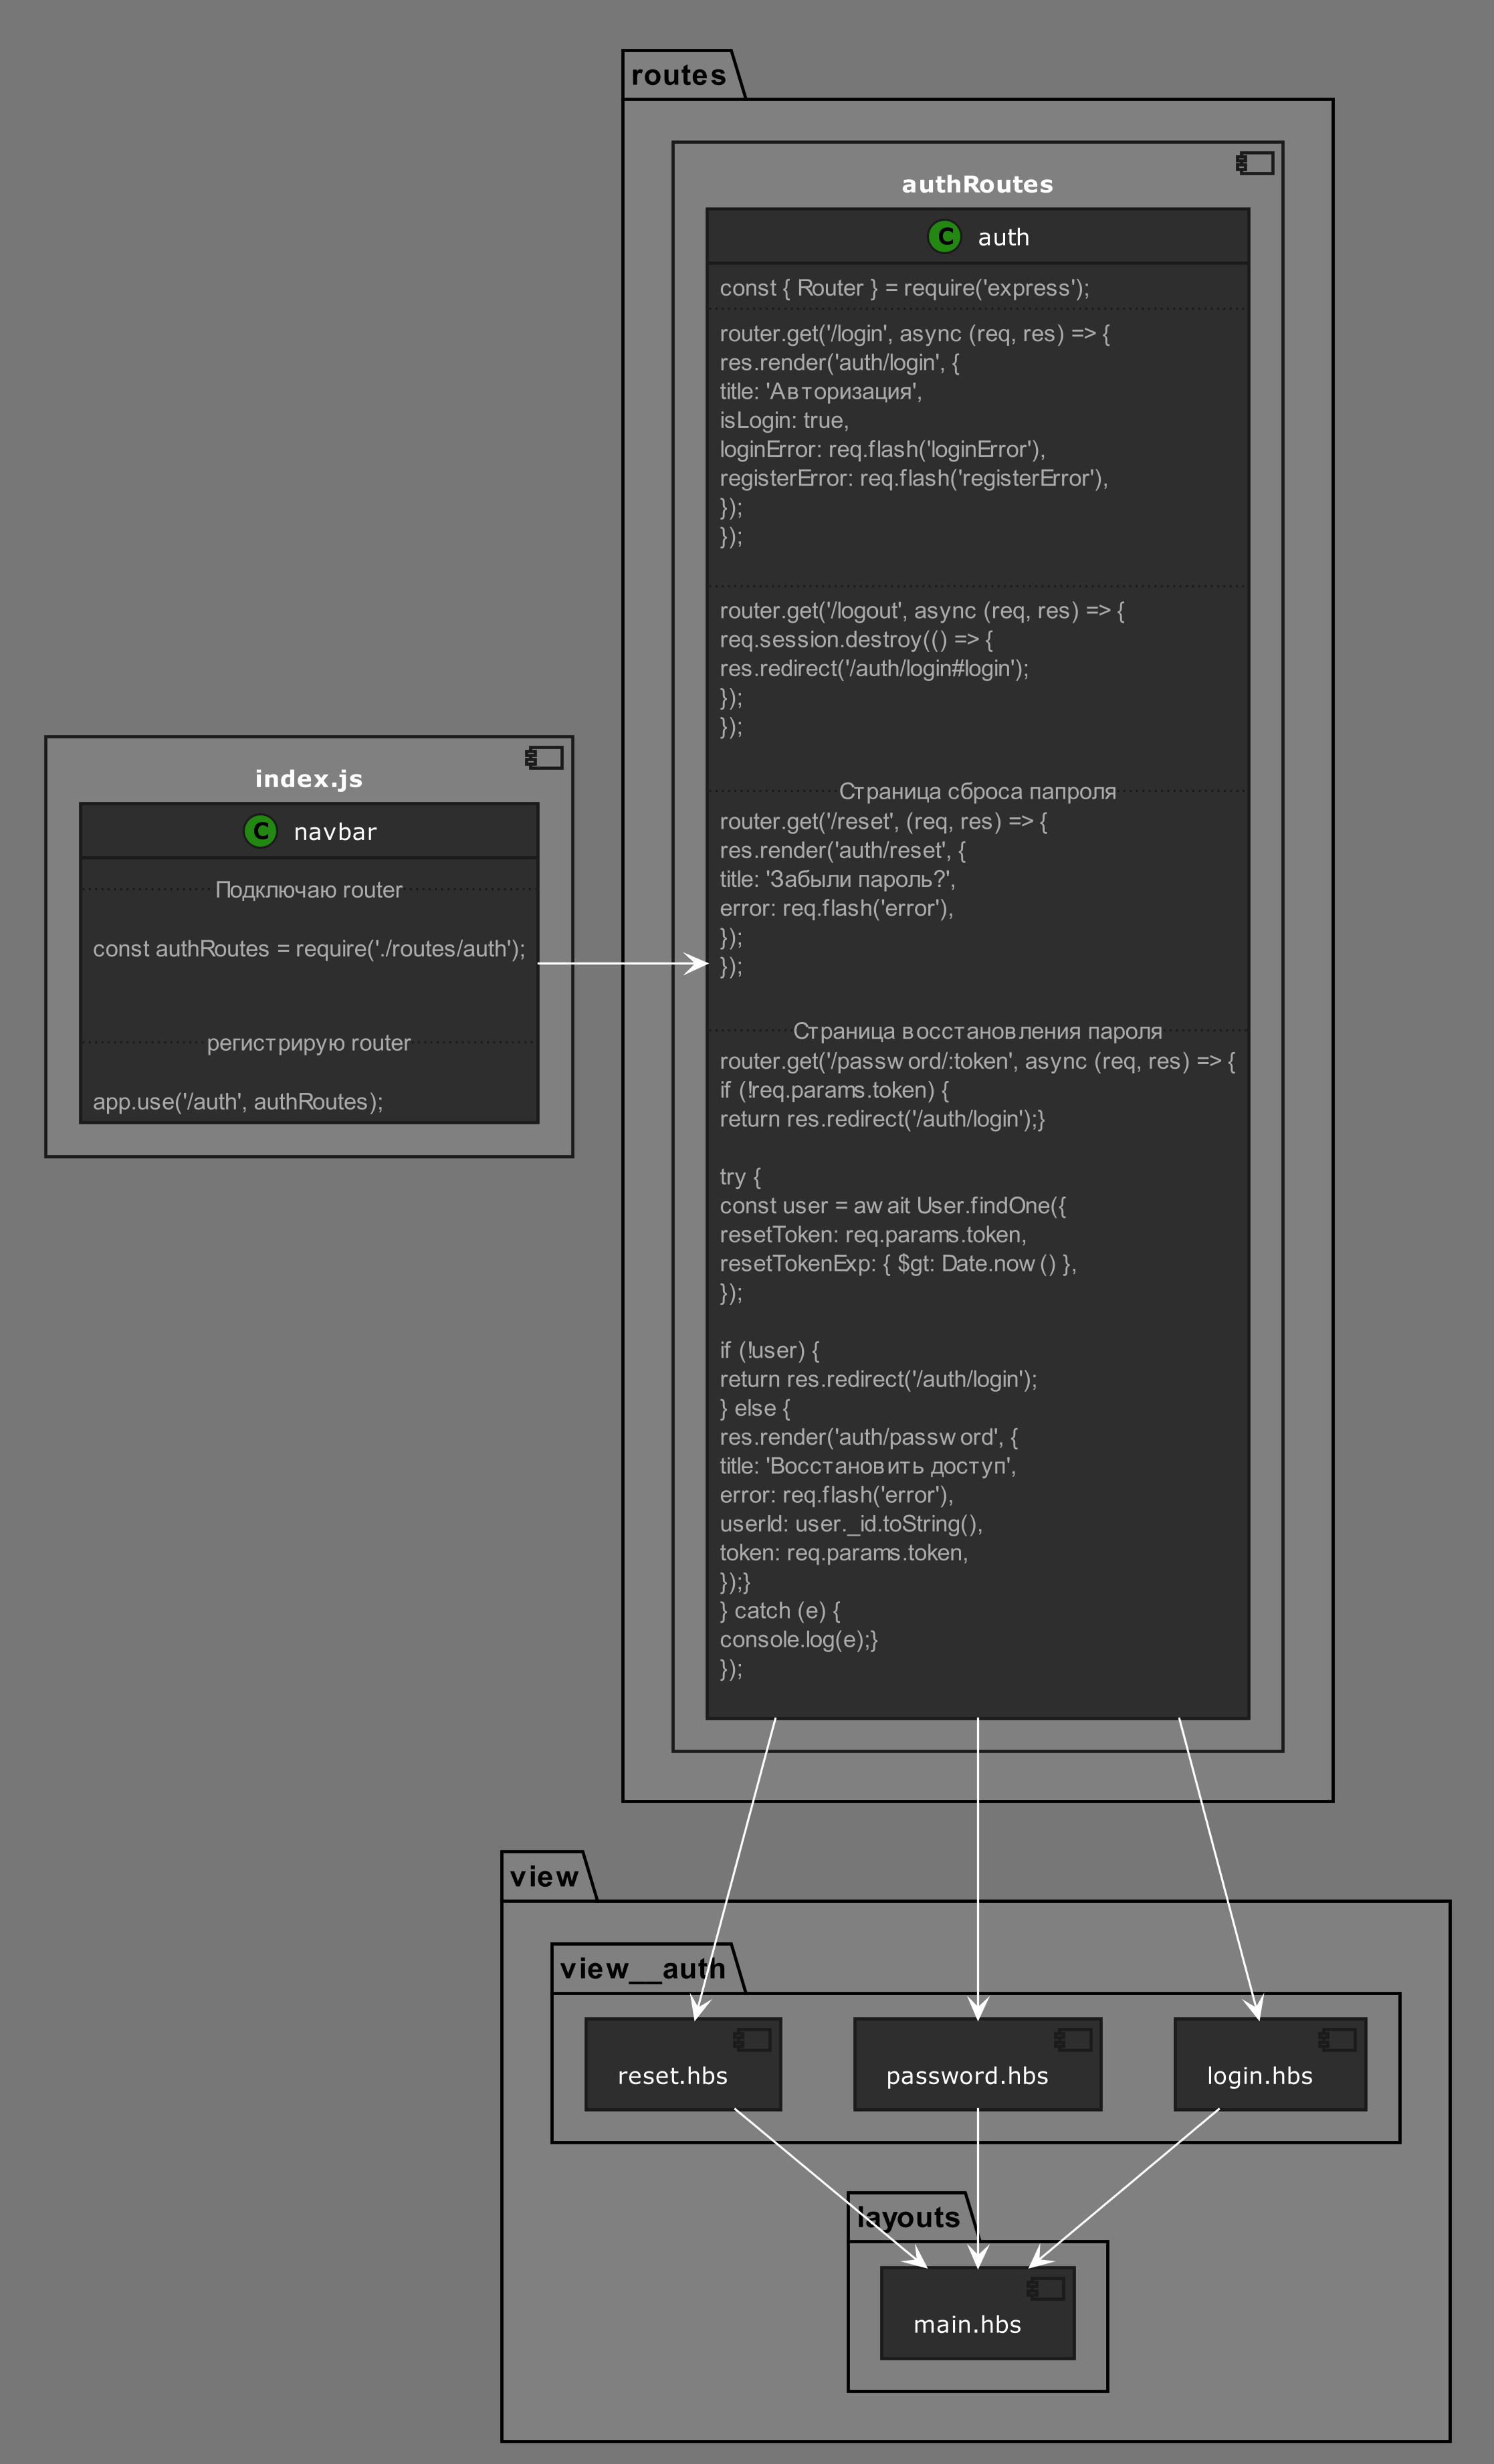 routes
authRoutes
C auth
const { Router } = require('express');
router.get('/login', async (req, res) => {
res.render('auth/login', {
title: 'Авторизация',
isLogin: true,
loginError: req.flash('loginError'),
registerError: req.flash('registerError'),
});
});
router.get('/logout', async (req, res) => {
req.session.destroy(() => {
res.redirect('/auth/login#login');
});
});
Страница сброса папроля
router.get('/reset', (req, res) => {
res.render('auth/reset', {
title: 'Забыли пароль?',
error: req.flash('error'),
});
});
Страница восстановления пароля
router.get('/password/:token', async (req, res) => {
if (!req.params.token) {
return res.redirect('/auth/login');}
try {
const user = await User.findOne({
resetToken: req.params.token,
resetTokenExp: { $gt: Date.now() },
});
if (!user) {
return res.redirect('/auth/login');
} else {
res.render('auth/password', {
title: 'Восстановить доступ',
error: req.flash('error'),
userId: user._id.toString(),
token: req.params.token,
});}
} catch (e) {
console.log(e);}
});
index.js
C navbar
Подключаю router
const authRoutes = require('./routes/auth');
регистрирую router
app.use('/auth', authRoutes);
view
view__auth
reset.hbs
password.hbs
login.hbs
layouts
main.hbs